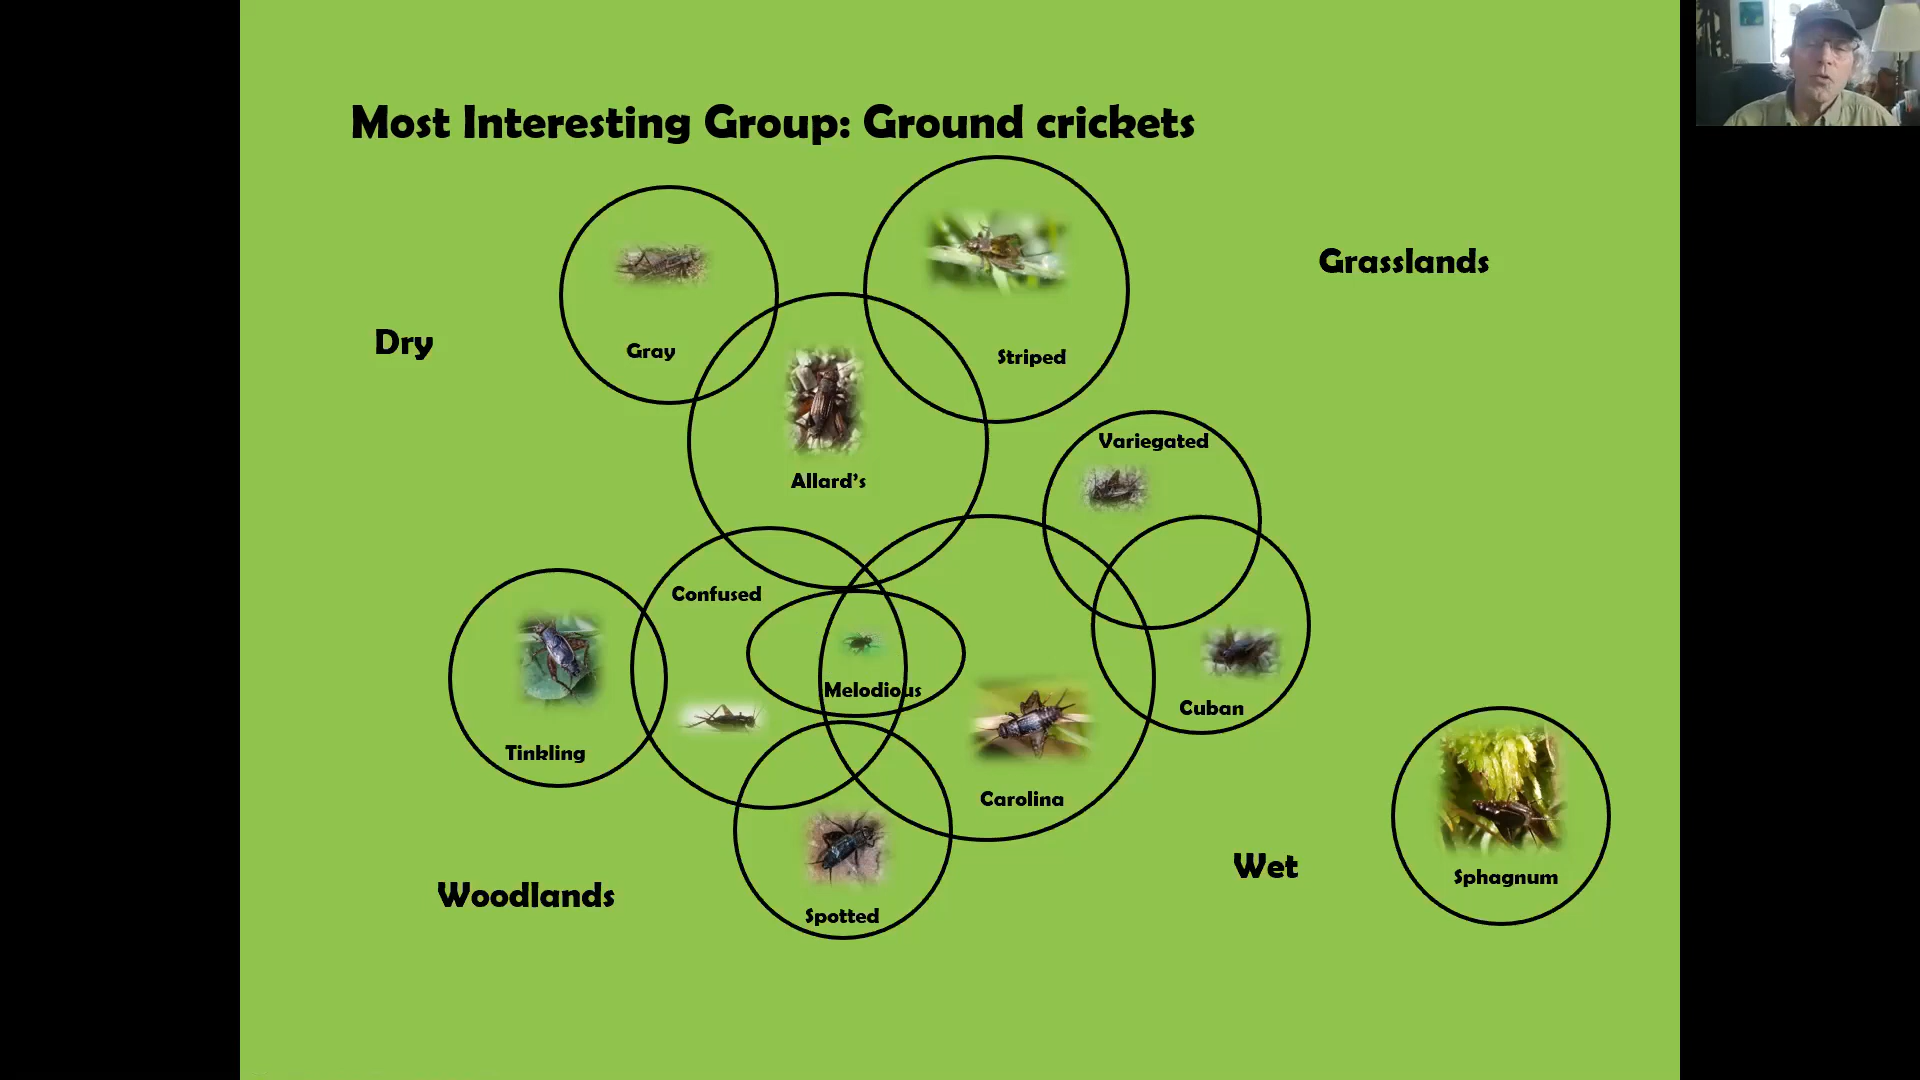 Most Interesting Group: Ground crickets
Grasslands
Dry
Gray
Striped
Variegated
Allard's
Confused
Melodious
Cuban
Tinkling
Carolina
Wet
Sphagnum
Woodlands
Spotted